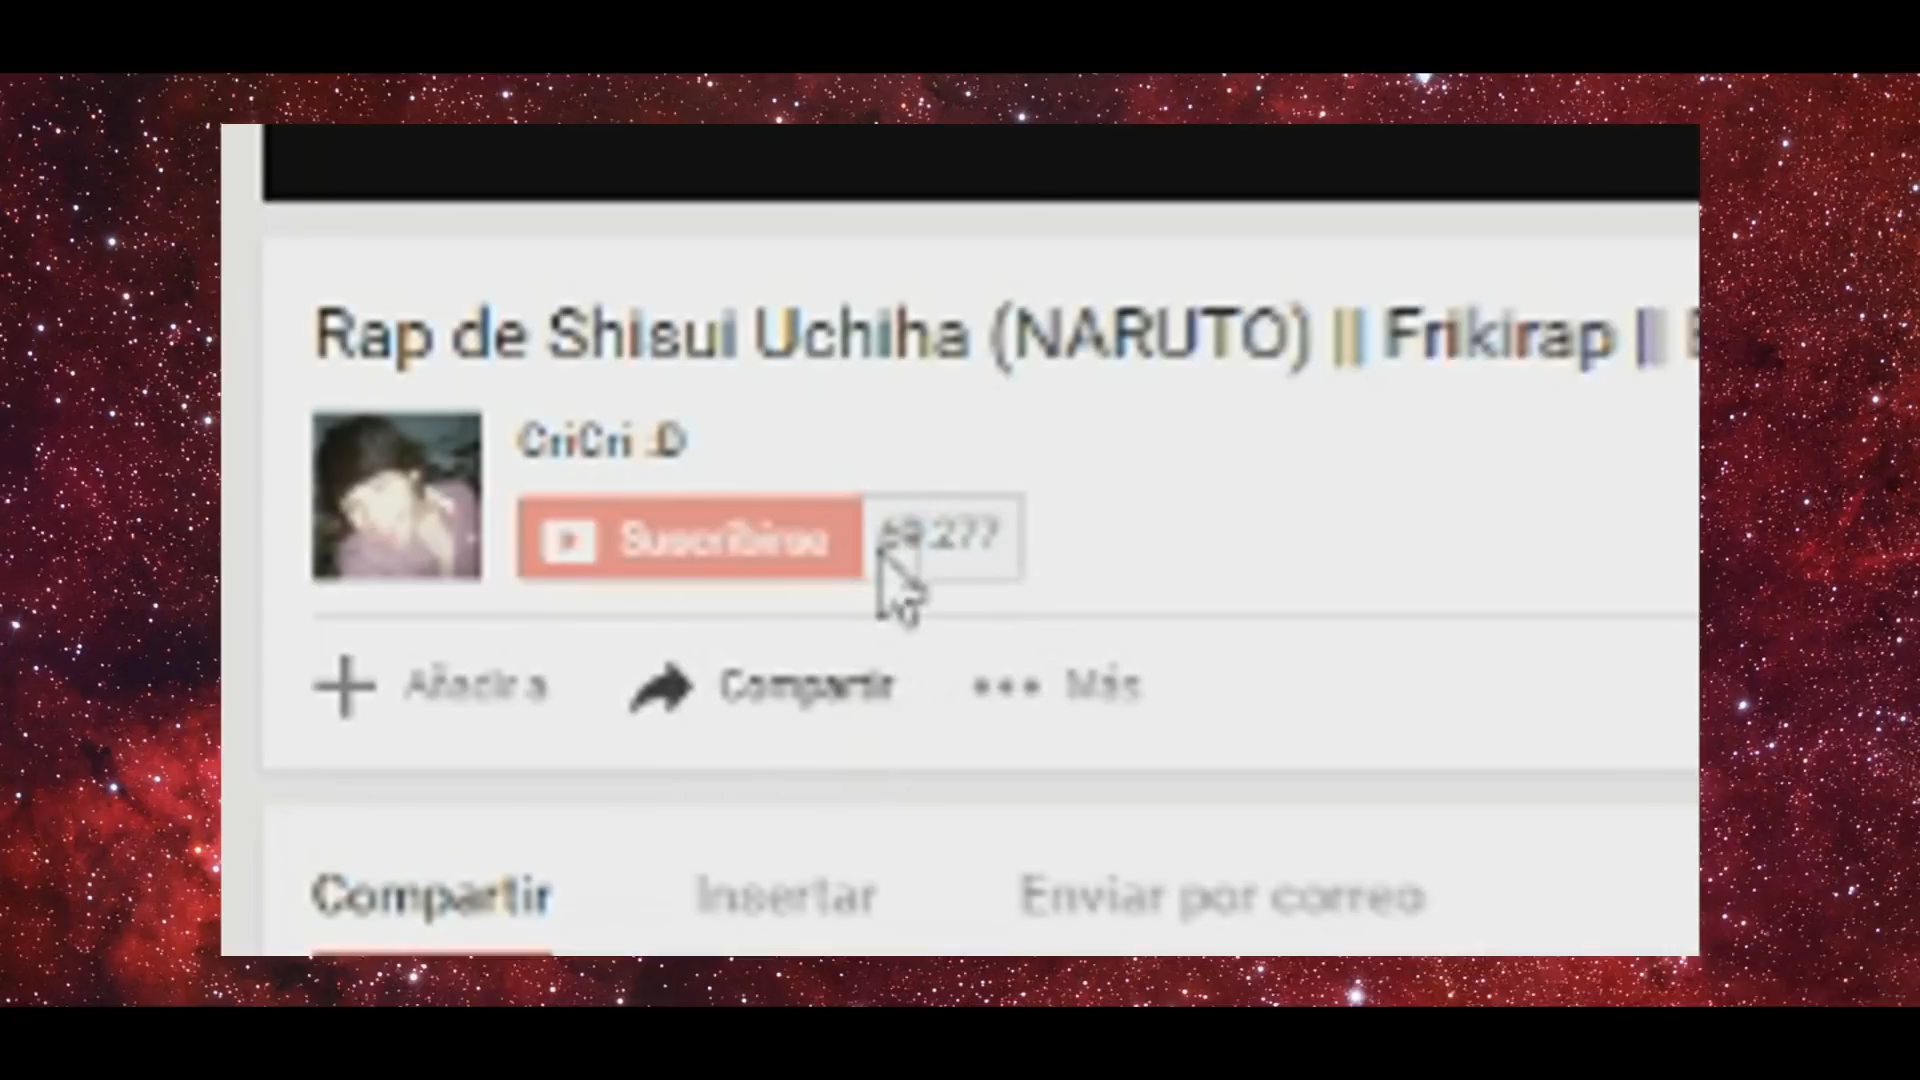 Rap de Shisui Uchiha (NARUTO) || Frikirap ||
CriCri :D
Suscribirse
Añadir a Compartir ••• Más
Compartir Insertar Enviar por correo